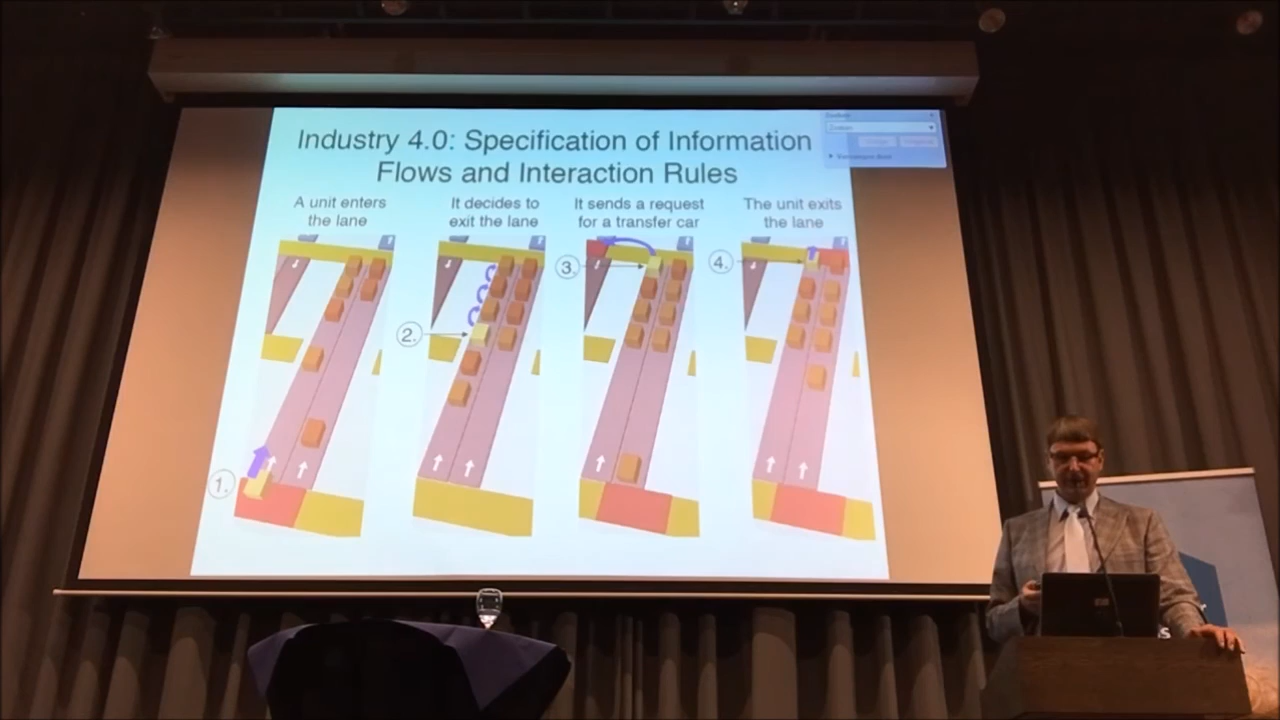 Industry 4.0: Specification of Information
Flows and Interaction Rules
A unit enters
the lane
It decides to
exit the lane
It sends a request
for a transfer car
The unit exits
the lane
1.
2.
3.
4.